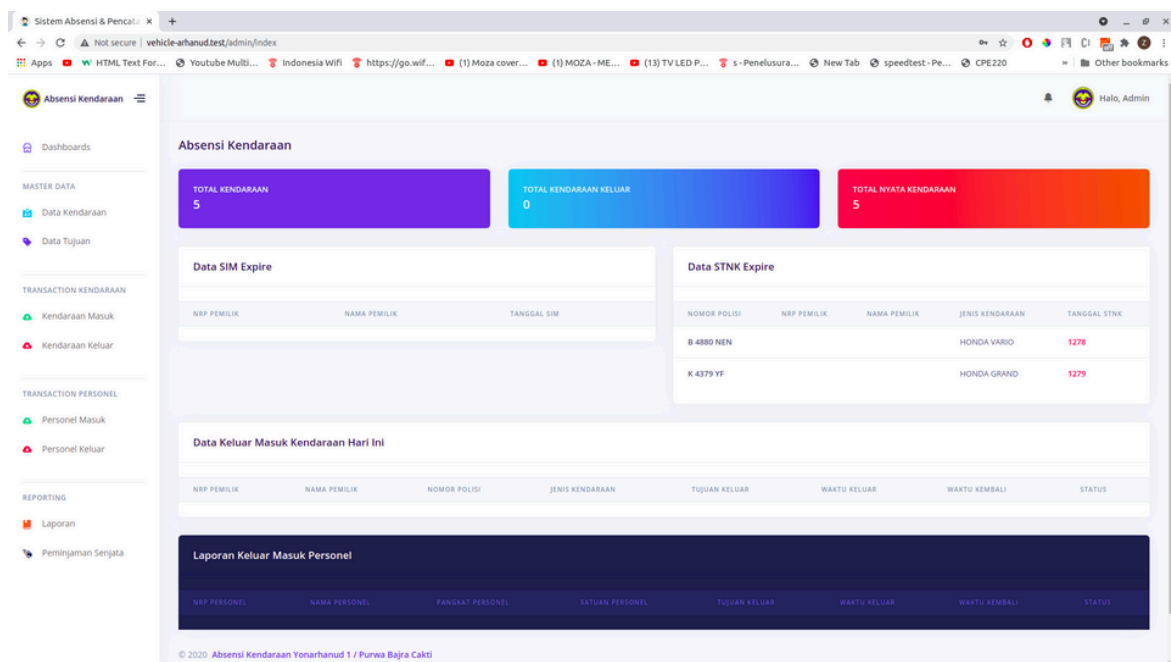 Sistem Absensi & Pencata
Not secure | vehicle-arhanud.test/admin/index
Apps HTML Text For... Youtube Multi... Indonesia Wifi https://go.wif... (1) Moza cover... (1) MOZA - ME... (13) TV LED P... s - Penelusura... New Tab speedtest - Pe... CPE220 » Other bookmarks
Absensi Kendaraan
Halo, Admin
Dashboards
MASTER DATA
Data Kendaraan
Data Tujuan
TRANSACTION KENDARAAN
Kendaraan Masuk
Kendaraan Keluar
TRANSACTION PERSONEL
Personel Masuk
Personel Keluar
REPORTING
Laporan
Peminjaman Senjata
Absensi Kendaraan
TOTAL KENDARAAN
5
TOTAL KENDARAAN KELUAR
0
TOTAL NYATA KENDARAAN
5
Data SIM Expire
NRP PEMILIK NAMA PEMILIK TANGGAL SIM
Data STNK Expire
NOMOR POLISI NRP PEMILIK NAMA PEMILIK JENIS KENDARAAN TANGGAL STNK
B 4880 NEN HONDA VARIO 1278
K 4379 YF HONDA GRAND 1279
Data Keluar Masuk Kendaraan Hari Ini
NRP PEMILIK NAMA PEMILIK NOMOR POLISI JENIS KENDARAAN TUJUAN KELUAR WAKTU KELUAR WAKTU KEMBALI STATUS
Laporan Keluar Masuk Personel
NRP PERSONEL NAMA PERSONEL PANGKAT PERSONEL SATUAN PERSONEL TUJUAN KELUAR WAKTU KELUAR WAKTU KEMBALI STATUS
© 2020 Absensi Kendaraan Yonarhanud 1 / Purwa Bajra Cakti